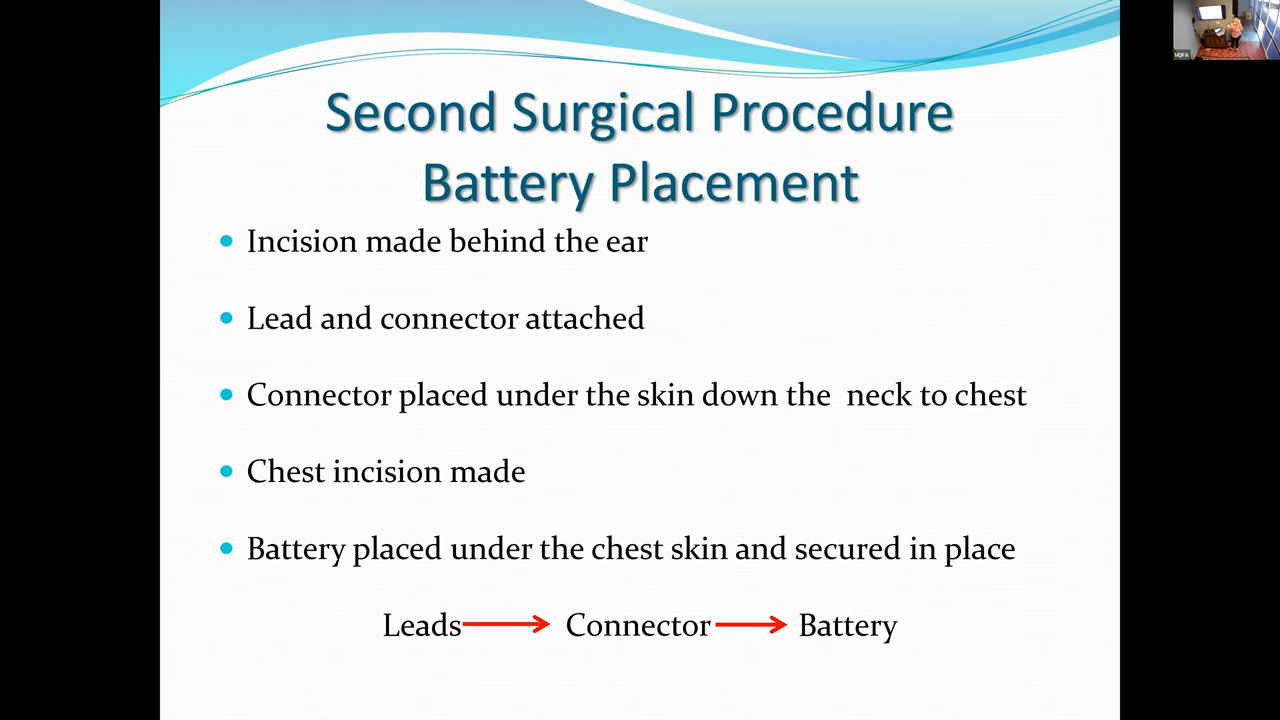 Second Surgical Procedure
Battery Placement
Incision made behind the ear
Lead and connector attached
Connector placed under the skin down the  neck to chest
Chest incision made
Battery placed under the chest skin and secured in place
Leads Connector Battery
MDFA